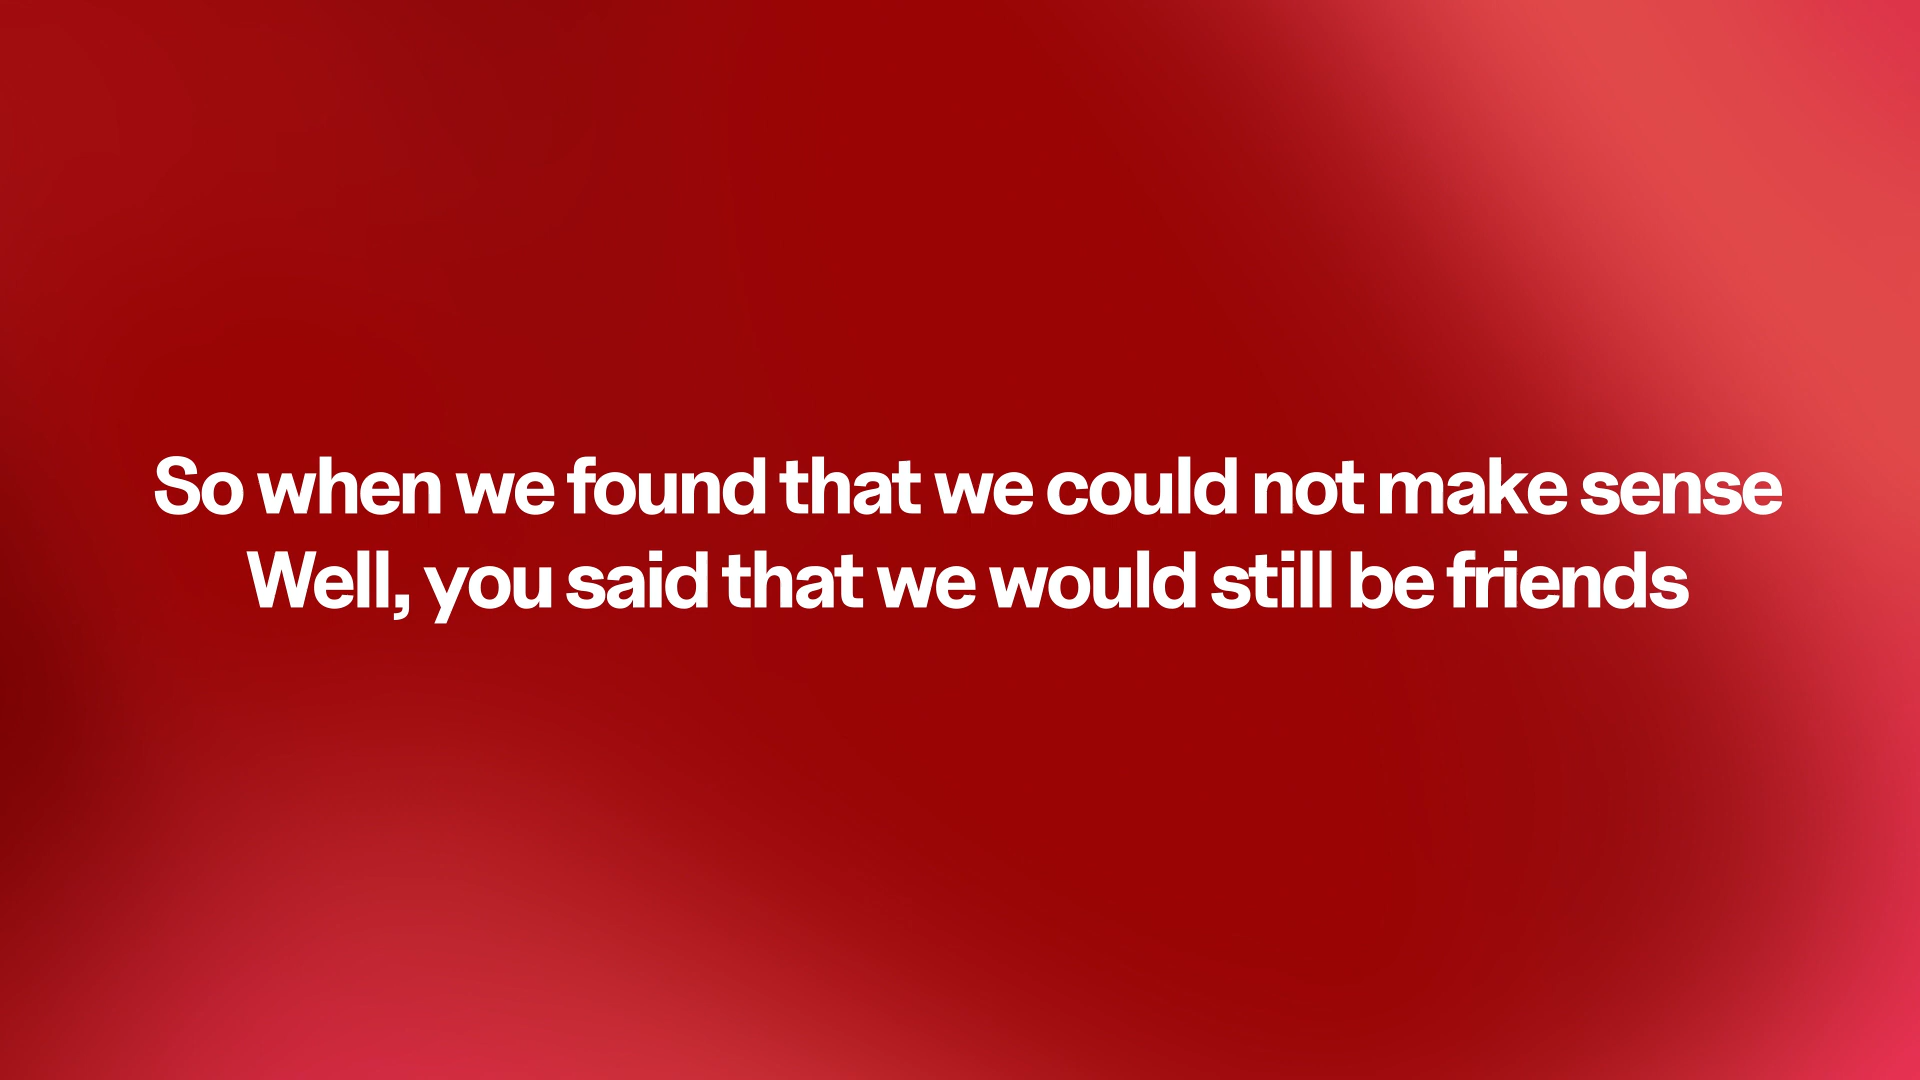 So when we found that we could not make sense
Well, you said that we would still be friends